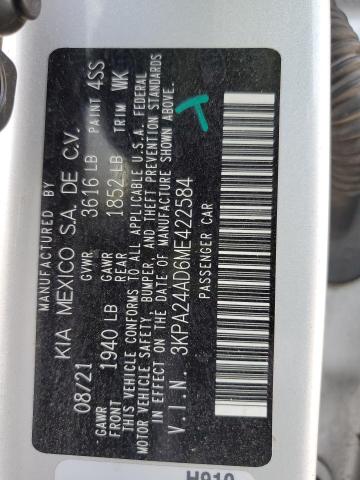 MANUFACTURED BY
KIA MEXICO S.A. DE C.V.
08/21 GVWR 3616 LB PAINT 4SS
GAWR FRONT 1940 LB GAWR REAR 1852 LB TRIM WK
THIS VEHICLE CONFORMS TO ALL APPLICABLE U.S.A. FEDERAL
MOTOR VEHICLE SAFETY, BUMPER, AND THEFT PREVENTION STANDARDS
IN EFFECT ON THE DATE OF MANUFACTURE SHOWN ABOVE.
V.I.N. 3KPA24AD6ME422584
PASSENGER CAR
H910